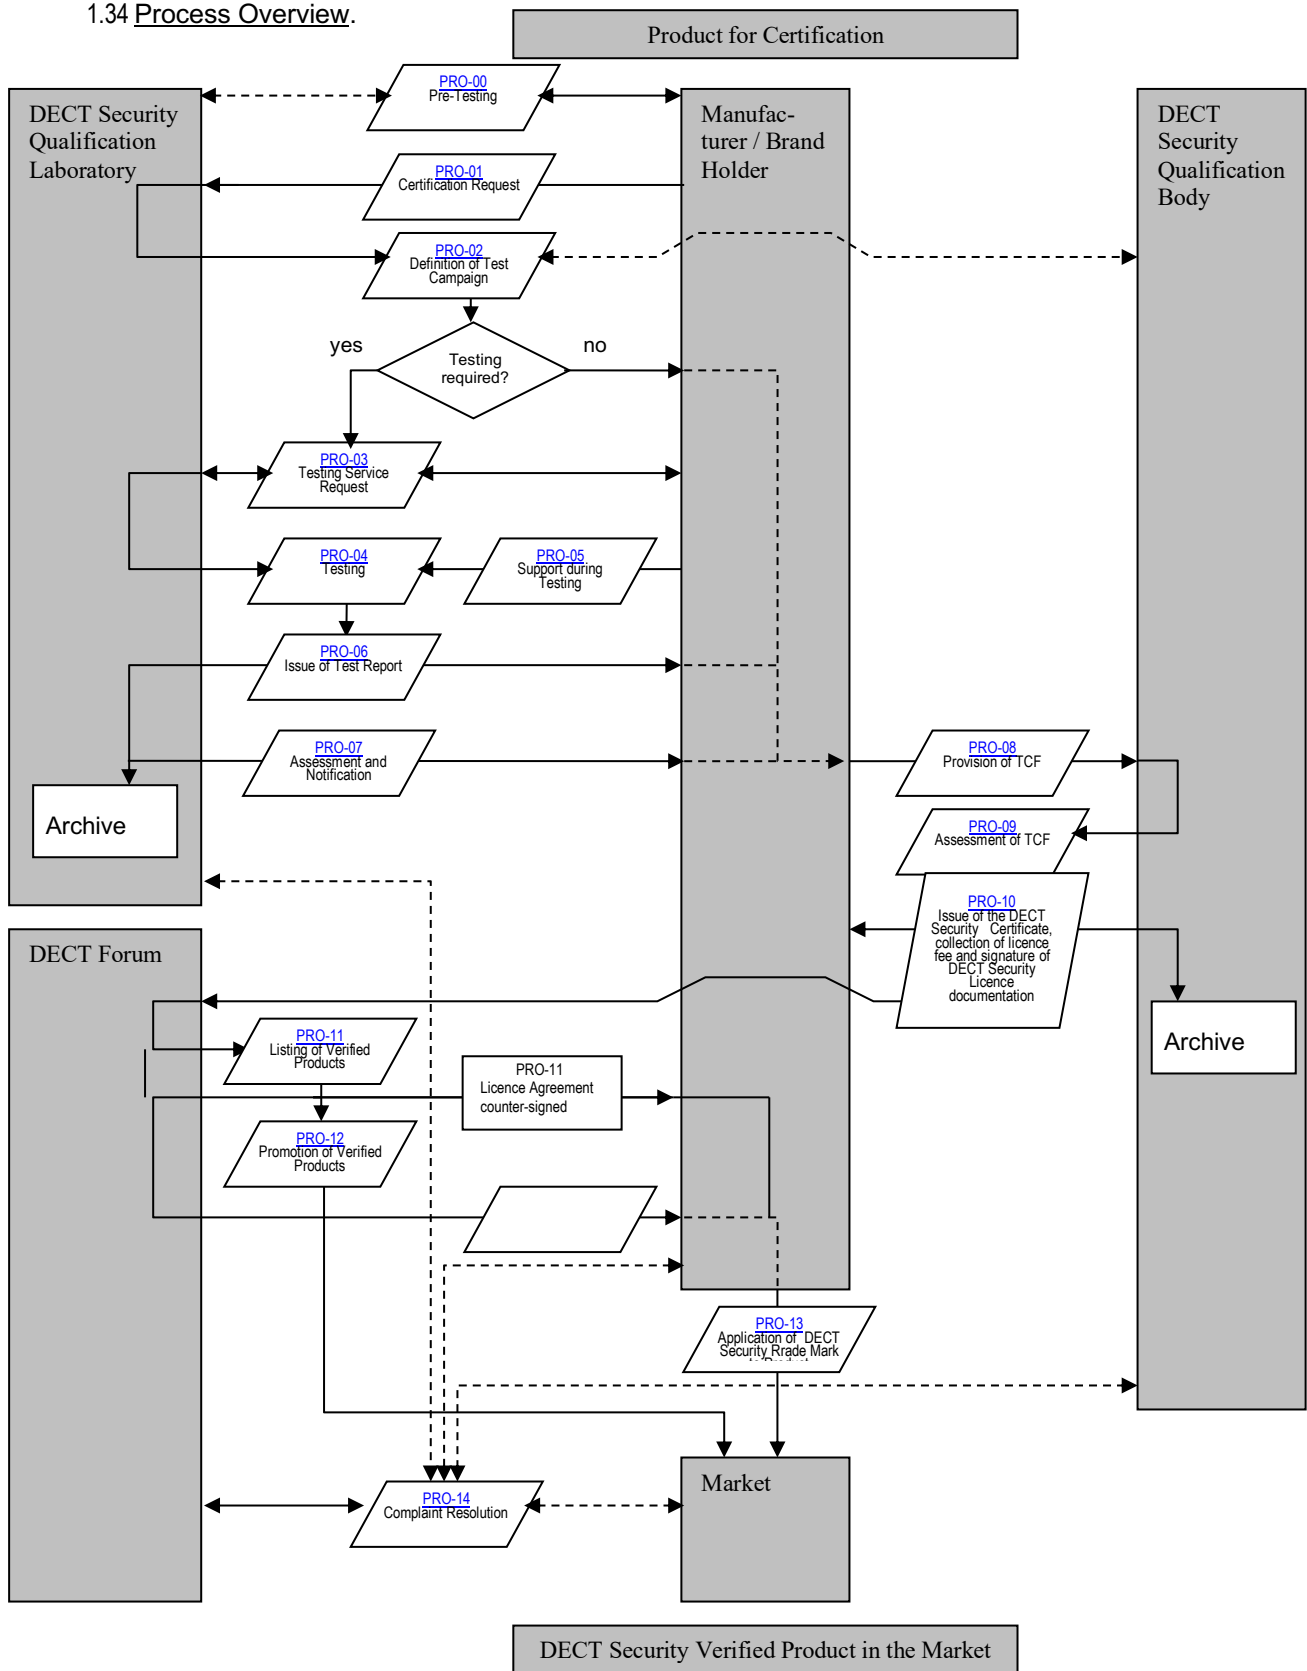 1.34 Process Overview.
Product for Certification
DECT Security
Qualification
Laboratory
PRO-00
Pre-Testing
Manufac-
turer / Brand
Holder
DECT
Security
Qualification
Body
PRO-01
Certification Request
PRO-02
Definition of Test
Campaign
yes
no
Testing
required?
PRO-03
Testing Service
Request
PRO-04
Testing
PRO-05
Support during
Testing
PRO-06
Issue of Test Report
PRO-07
Assessment and
Notification
PRO-08
Provision of TCF
Archive
PRO-09
Assessment of TCF
PRO-10
Issue of the DECT
Security Certificate,
collection of licence
fee and signature of
DECT Security
Licence
documentation
DECT Forum
Archive
PRO-11
Listing of Verified
Products
PRO-11
Licence Agreement
counter-signed
PRO-12
Promotion of Verified
Products
PRO-13
Application of DECT
Security Rrade Mark
to Product
Market
PRO-14
Complaint Resolution
DECT Security Verified Product in the Market